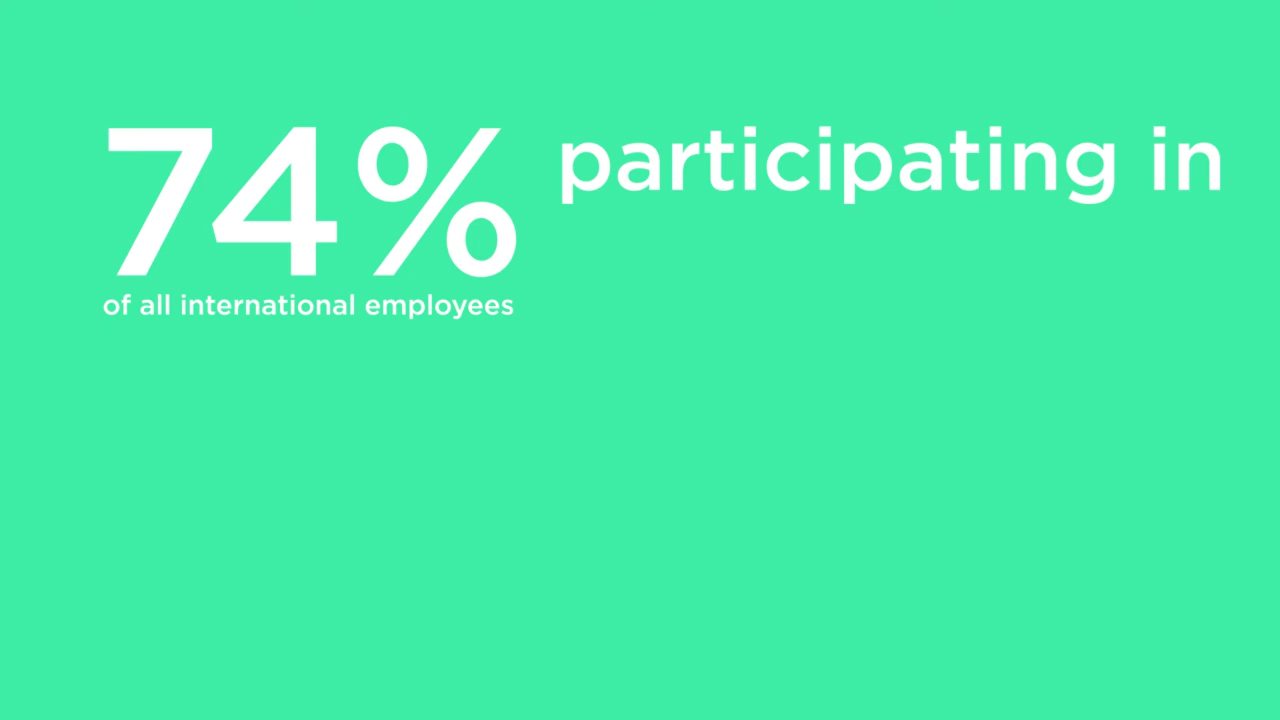 74%
of all international employees
participating in